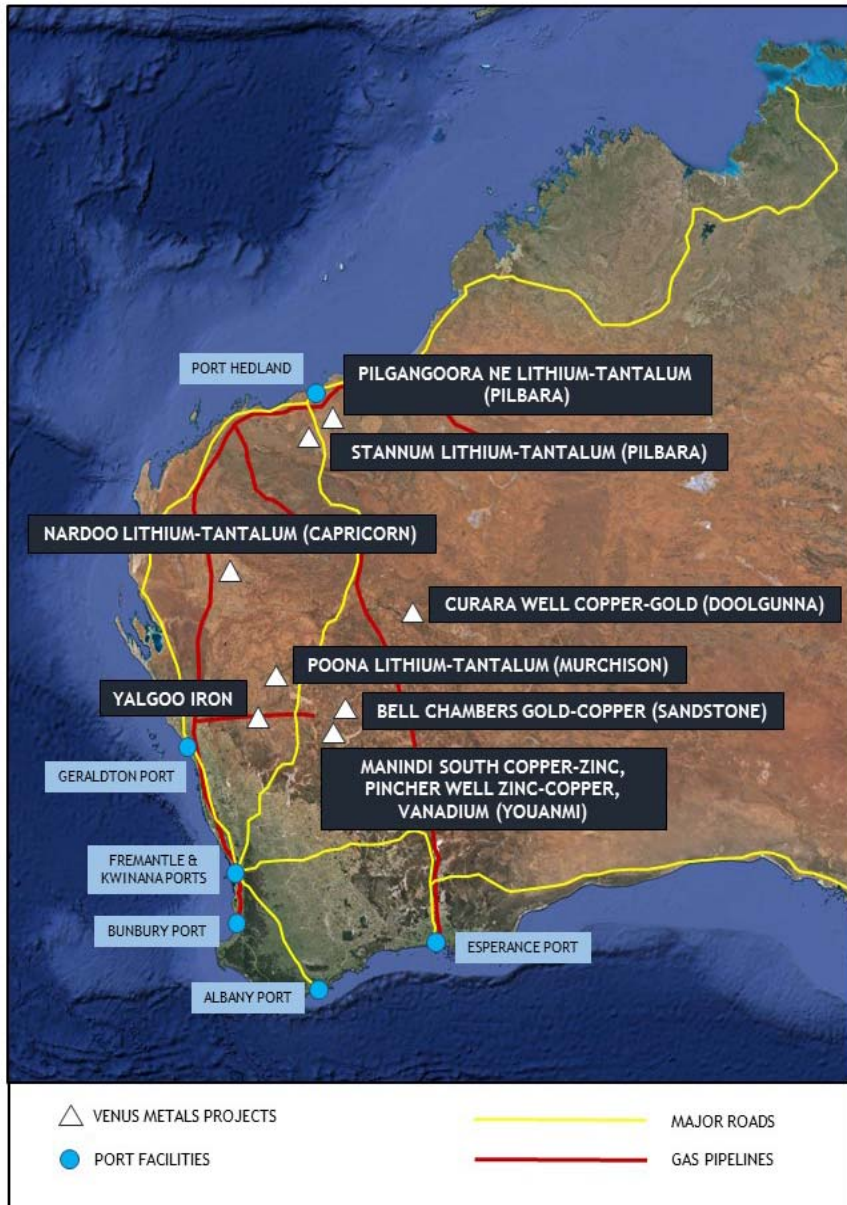 PORT HEDLAND
PILGANGOORA NE LITHIUM-TANTALUM
(PILBARA)
STANNUM LITHIUM-TANTALUM (PILBARA)
NARDOO LITHIUM-TANTALUM (CAPRICORN)
CURARA WELL COPPER-GOLD (DOOLGUNNA)
POONA LITHIUM-TANTALUM (MURCHISON)
YALGOO IRON
BELL CHAMBERS GOLD-COPPER (SANDSTONE)
GERALDTON PORT
MANINDI SOUTH COPPER-ZINC,
PINCHER WELL ZINC-COPPER,
VANADIUM (YOUANMI)
FREMANTLE &
KWINANA PORTS
BUNBURY PORT
ESPERANCE PORT
ALBANY PORT
VENUS METALS PROJECTS
MAJOR ROADS
PORT FACILITIES
GAS PIPELINES